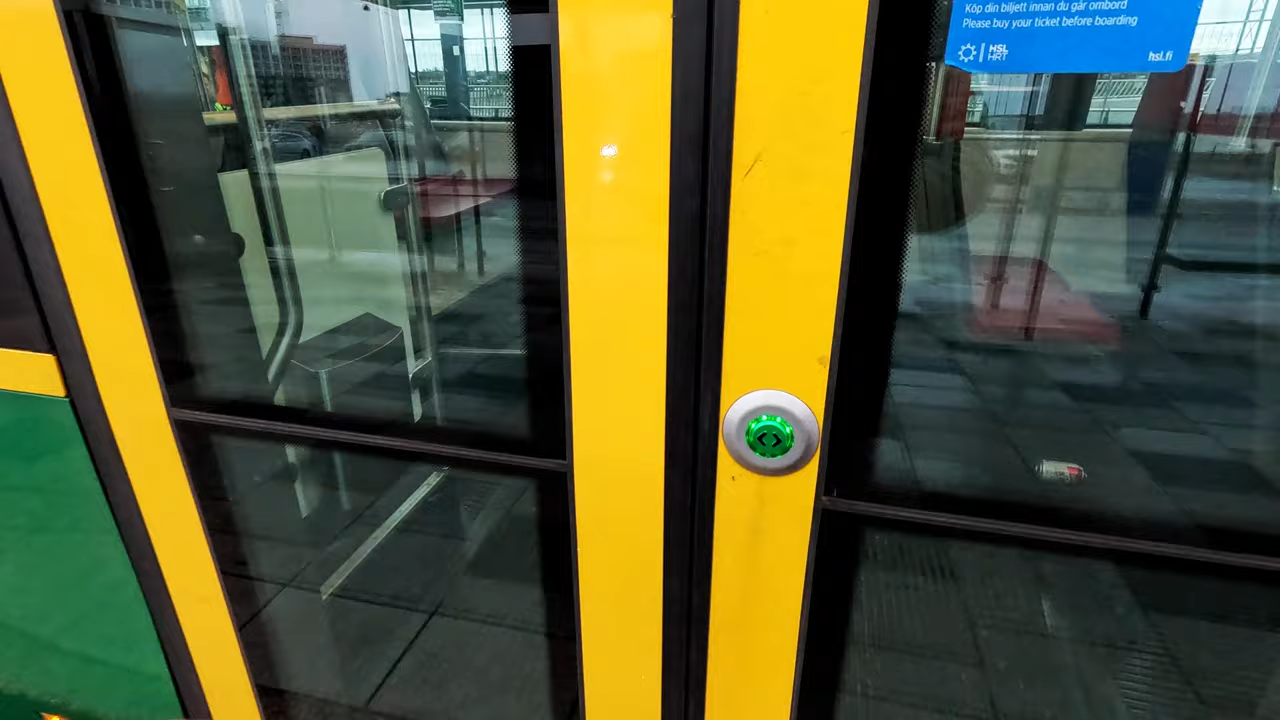 Köp din biljett innan du går ombord
Please buy your ticket before boarding
HSL
HRT
hsl.fi